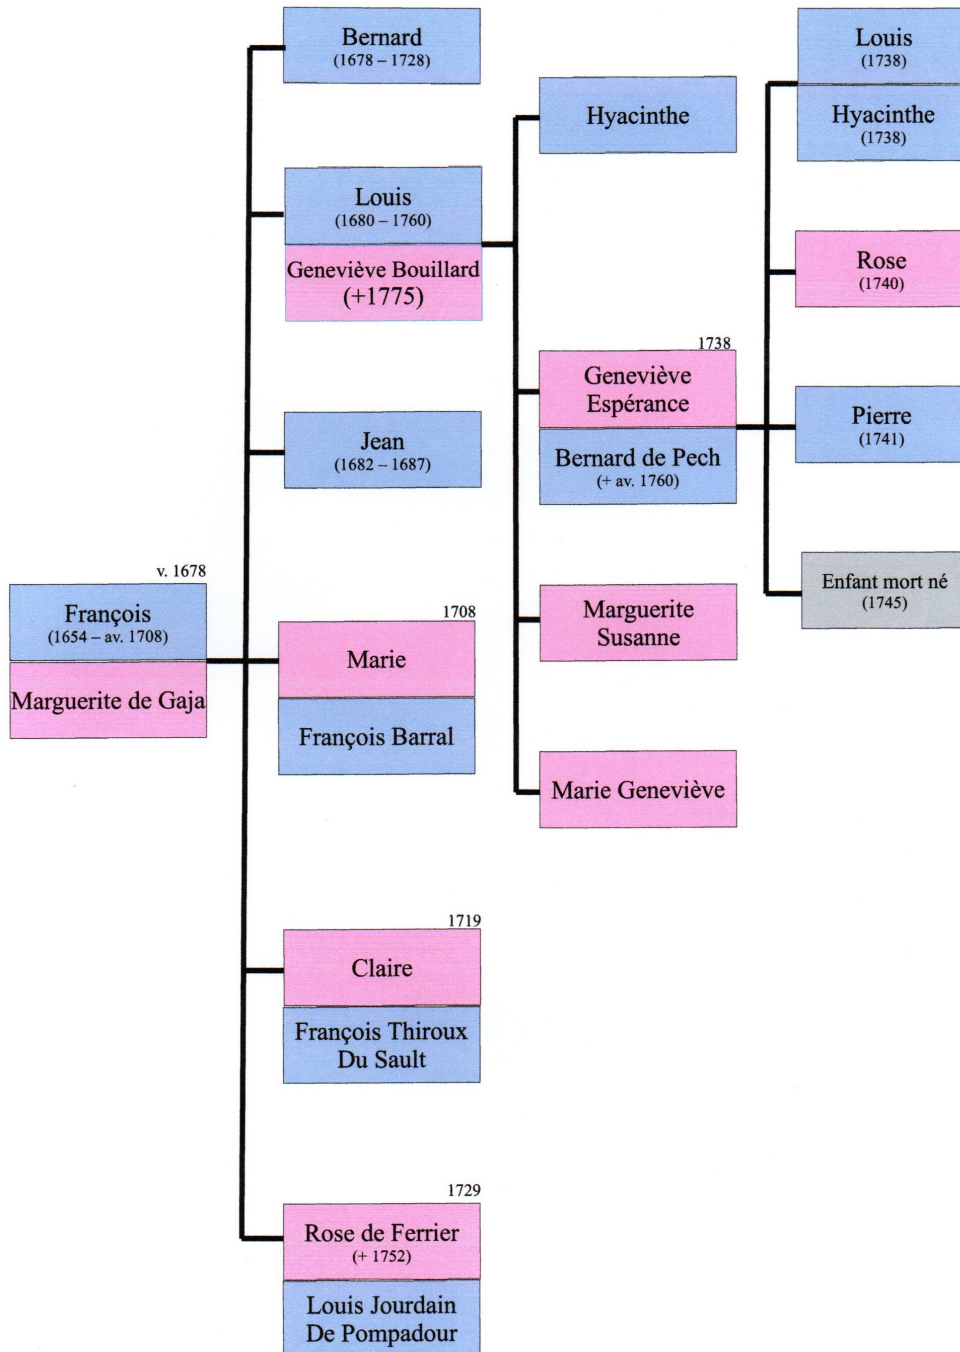 v. 1678
François
(1654 – av. 1708)
Marguerite de Gaja
Bernard
(1678 – 1728)
Louis
(1680 – 1760)
Geneviève Bouillard
(+1775)
Jean
(1682 – 1687)
1708
Marie
François Barral
1719
Claire
François Thiroux
Du Sault
1729
Rose de Ferrier
(+ 1752)
Louis Jourdain
De Pompadour
Hyacinthe
1738
Geneviève
Espérance
Bernard de Pech
(+ av. 1760)
Marguerite
Susanne
Marie Geneviève
Louis
(1738)
Hyacinthe
(1738)
Rose
(1740)
Pierre
(1741)
Enfant mort né
(1745)